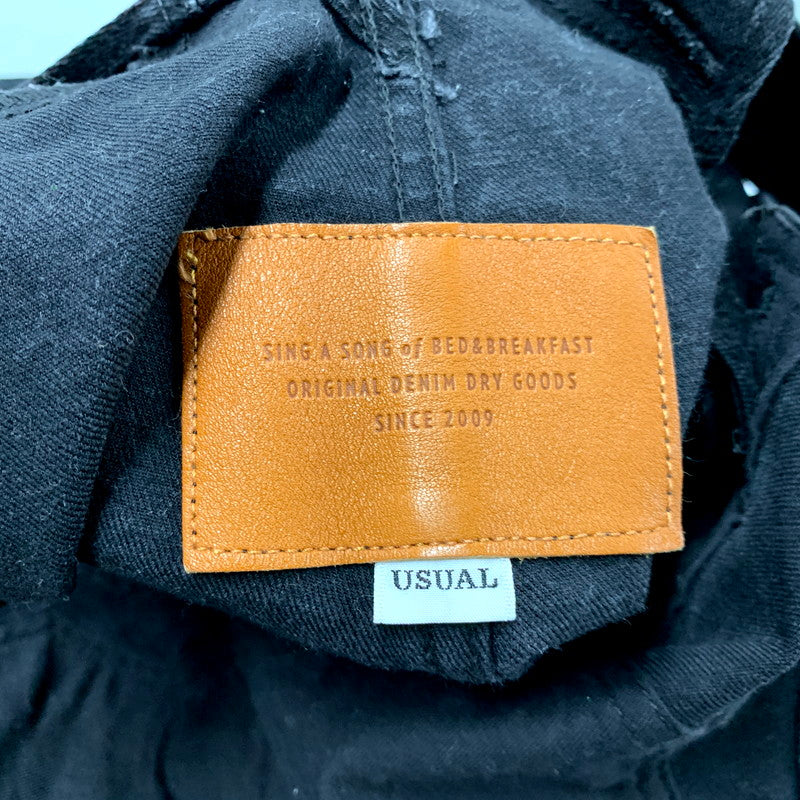 SING A SONG of BED&BREAKFAST
ORIGINAL DENIM DRY GOODS
SINCE 2009
USUAL